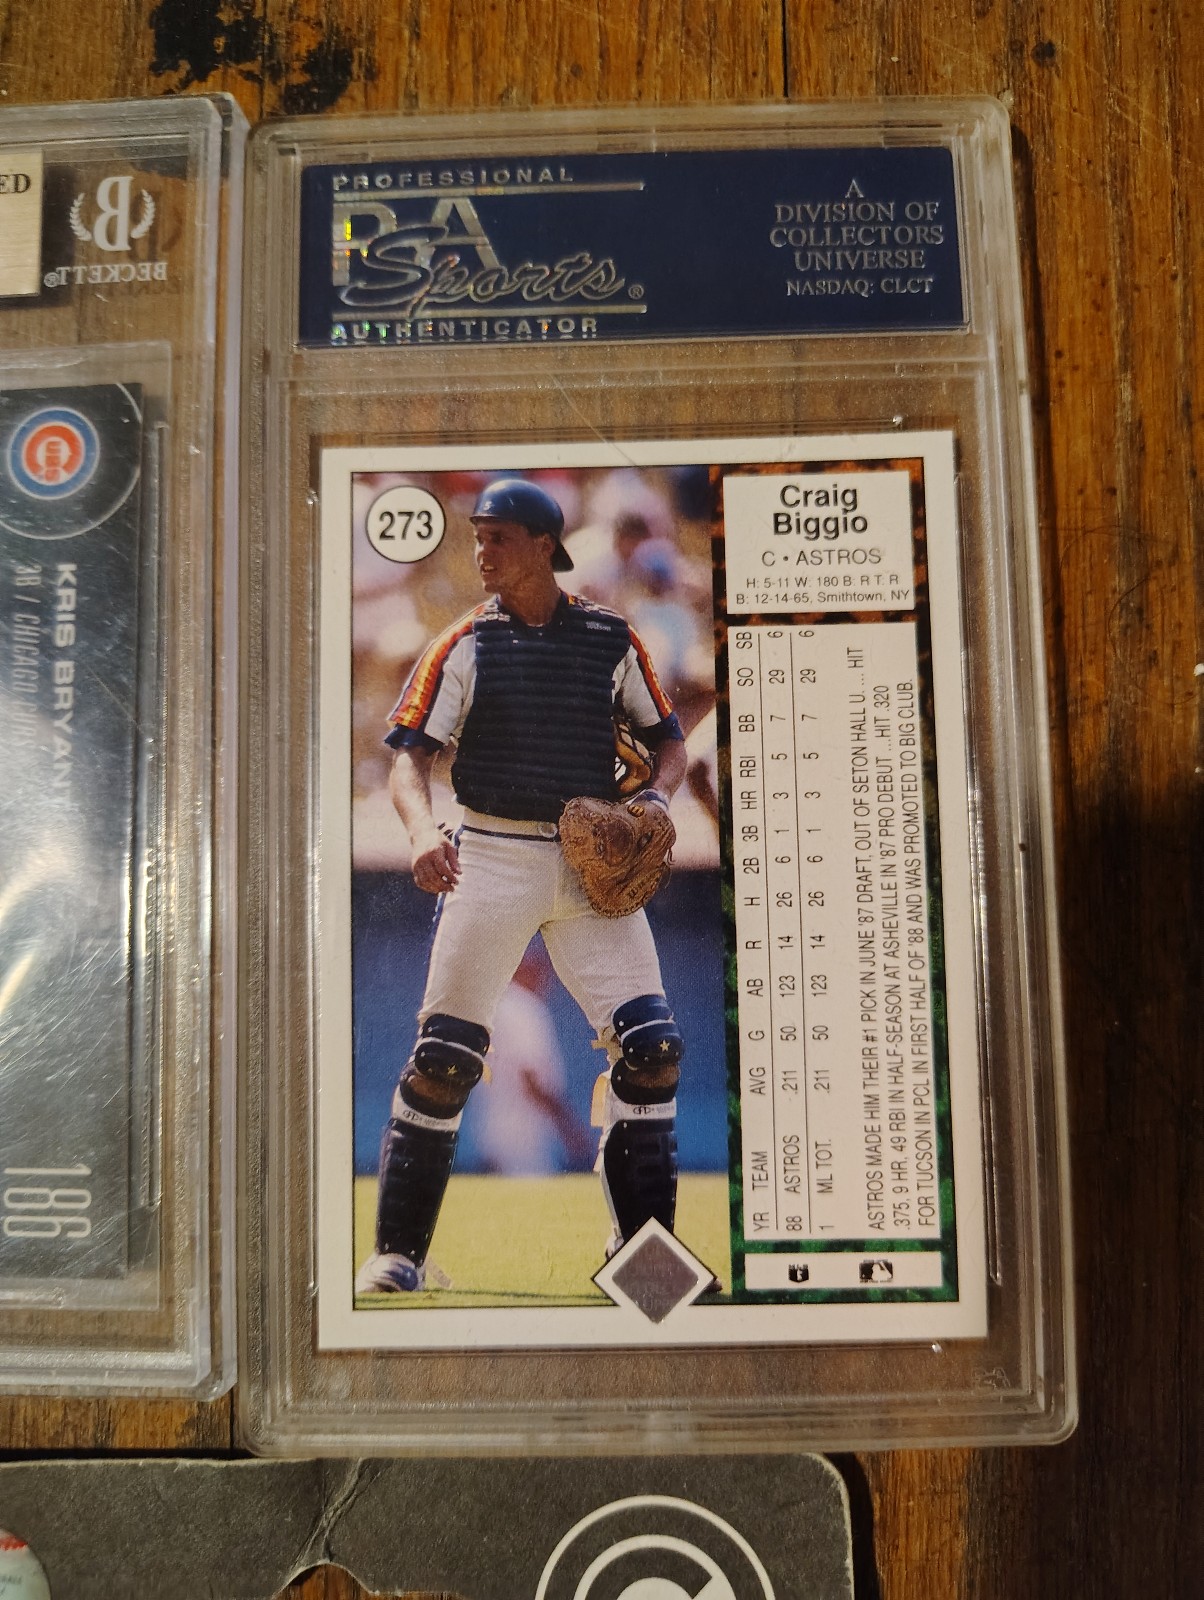 ED
BECKETT®
CUBS
KRIS BRYANT
3B / CHICAGO
186
PROFESSIONAL
PSA
Sports®
AUTHENTICATOR
A
DIVISION OF
COLLECTORS
UNIVERSE
NASDAQ: CLCT
273
Craig
Biggio
C • ASTROS
H: 5-11 W: 180 B: R T: R
B: 12-14-65, Smithtown, NY
YR TEAM AVG G AB R H 2B 3B HR RBI BB SO SB
88 ASTROS .211 50 123 14 26 6 1 3 5 7 29 6
1 ML TOT. .211 50 123 14 26 6 1 3 5 7 29 6
ASTROS MADE HIM THEIR #1 PICK IN JUNE '87 DRAFT, OUT OF SETON HALL U. ... HIT
.375, 9 HR, 49 RBI IN HALF-SEASON AT ASHEVILLE IN '87 PRO DEBUT ...HIT .320
FOR TUCSON IN PCL IN FIRST HALF OF '88 AND WAS PROMOTED TO BIG CLUB.